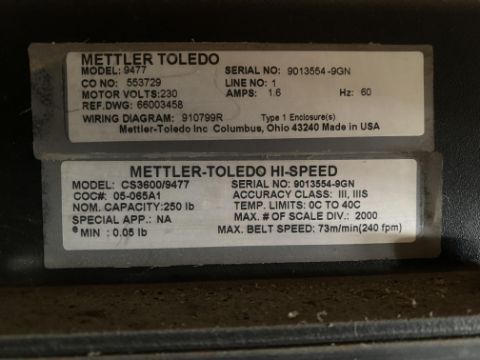 METTLER TOLEDO
MODEL: 9477 SERIAL NO: 9013554-9GN
CO NO: 553729 LINE NO: 1
MOTOR VOLTS:230 AMPS: 1.6 Hz: 60
REF.DWG: 66003458
WIRING DIAGRAM: 910799R Type 1 Enclosure(s)
Mettler-Toledo Inc Columbus, Ohio 43240 Made in USA
METTLER-TOLEDO HI-SPEED
MODEL: CS3600/9477 SERIAL NO: 9013554-9GN
COC#: 05-065A1 ACCURACY CLASS: III, IIIS
NOM. CAPACITY:250 lb TEMP. LIMITS: 0C TO 40C
SPECIAL APP.: NA MAX. # OF SCALE DIV.: 2000
e MIN : 0.05 lb MAX. BELT SPEED: 73m/min(240 fpm)